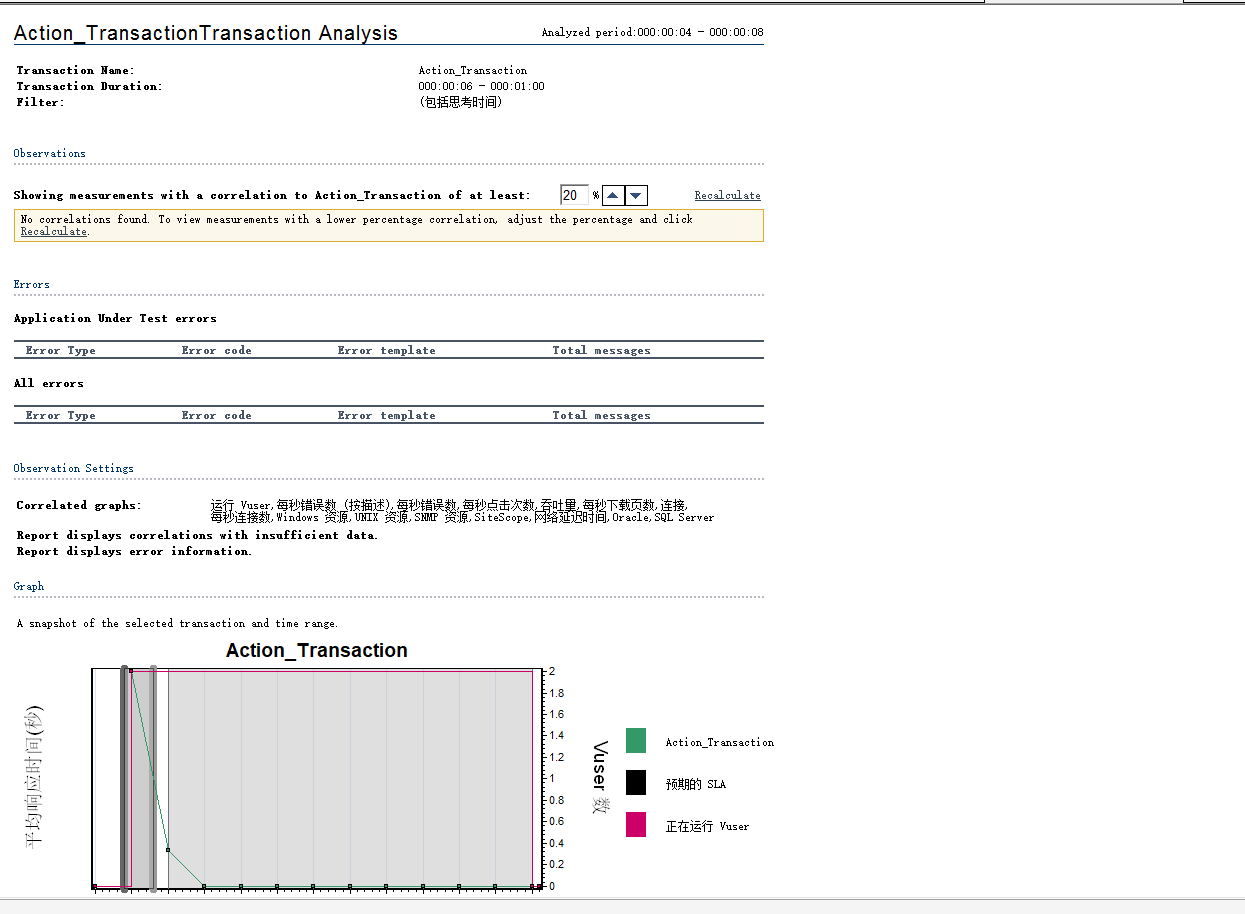 Action_TransactionTransaction Analysis
Analyzed period:000:00:04 - 000:00:08
Transaction Name: Action_Transaction
Transaction Duration: 000:00:06 - 000:01:00
Filter: (包括思考时间)
Observations
Showing measurements with a correlation to Action_Transaction of at least: 20 % Recalculate
No correlations found. To view measurements with a lower percentage correlation, adjust the percentage and click
Recalculate.
Errors
Application Under Test errors
Error Type Error code Error template Total messages
All errors
Error Type Error code Error template Total messages
Observation Settings
Correlated graphs: 运行 Vuser,每秒错误数 (按描述),每秒错误数,每秒点击次数,吞吐量,每秒下载页数,连接,
每秒连接数,Windows 资源,UNIX 资源,SNMP 资源,SiteScope,网络延迟时间,Oracle,SQL Server
Report displays correlations with insufficient data.
Report displays error information.
Graph
A snapshot of the selected transaction and time range.
Action_Transaction
平均响应时间(秒)
2
1.8
1.6
1.4
1.2
1
0.8
0.6
0.4
0.2
0
Vuser 数
Action_Transaction
预期的 SLA
正在运行 Vuser